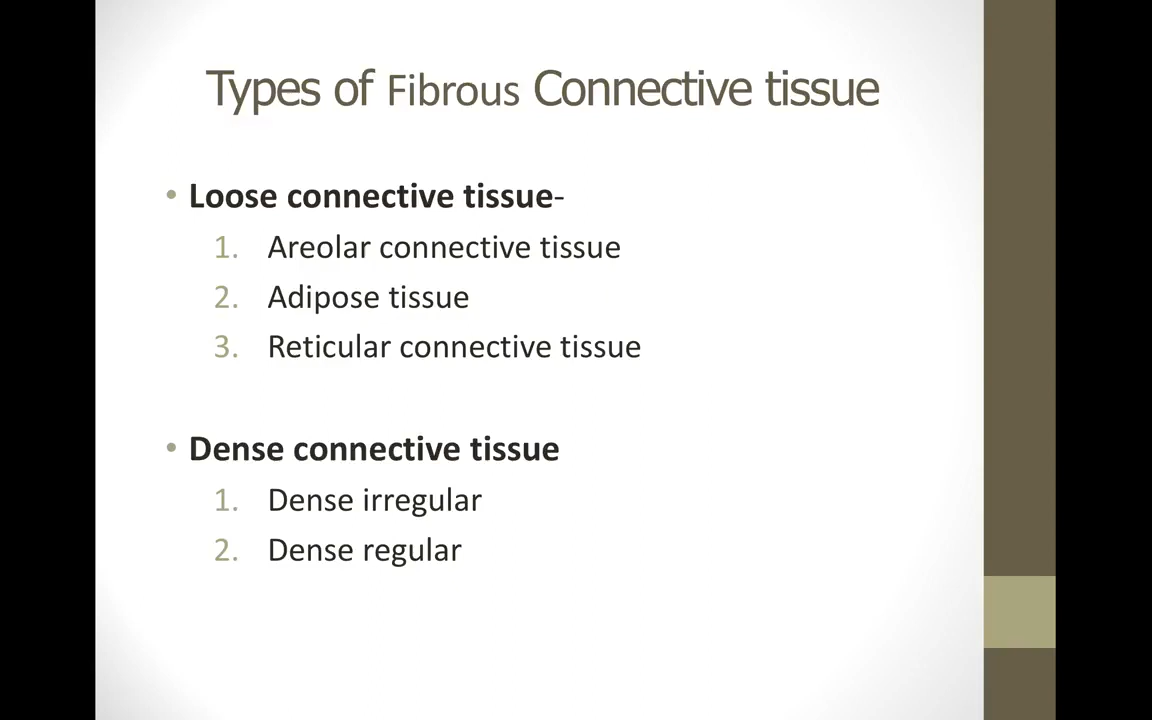 Types of Fibrous Connective tissue
• Loose connective tissue-
1. Areolar connective tissue
2. Adipose tissue
3. Reticular connective tissue
• Dense connective tissue
1. Dense irregular
2. Dense regular